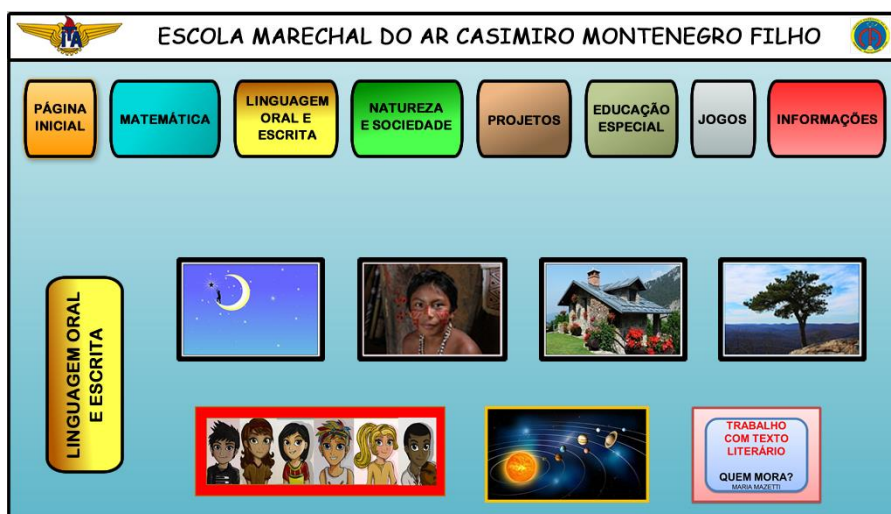 ITA
ESCOLA MARECHAL DO AR CASIMIRO MONTENEGRO FILHO
PÁGINA
INICIAL
MATEMÁTICA
LINGUAGEM
ORAL E
ESCRITA
NATUREZA
E SOCIEDADE
PROJETOS
EDUCAÇÃO
ESPECIAL
JOGOS
INFORMAÇÕES
LINGUAGEM ORAL
E ESCRITA
TRABALHO
COM TEXTO
LITERÁRIO
QUEM MORA?
MARIA MAZETTI